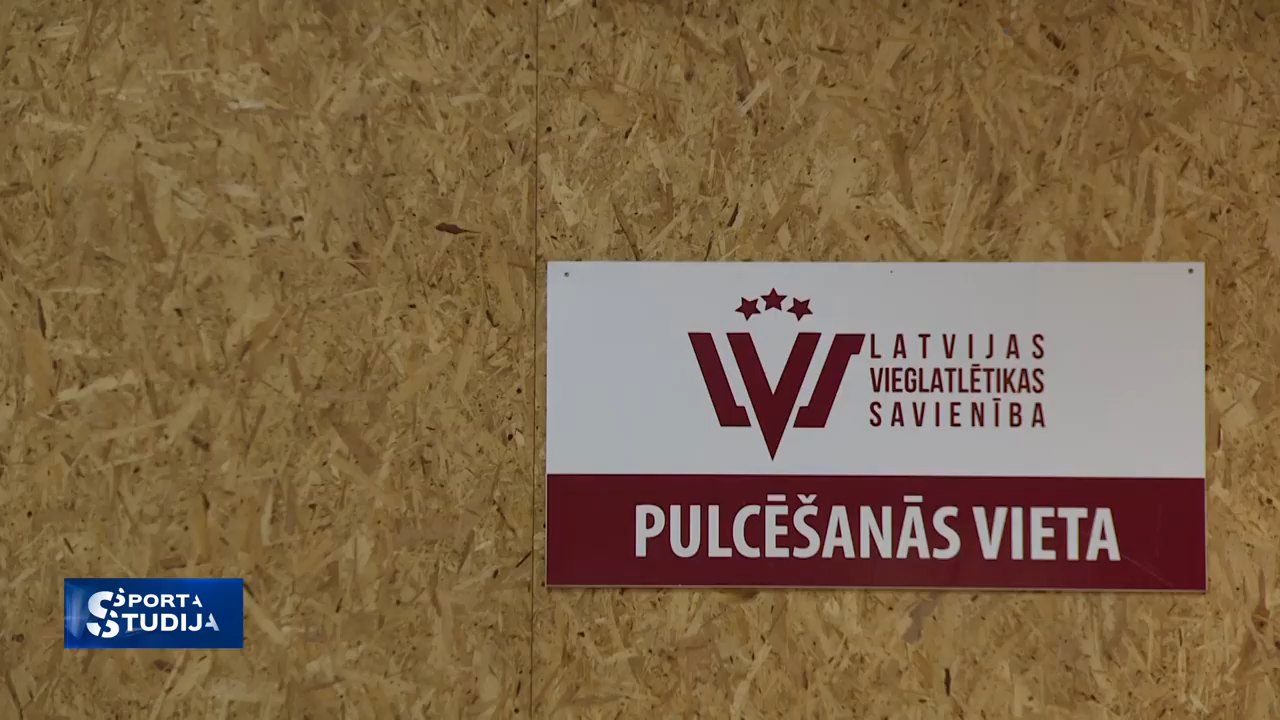 LATVIJAS
VIEGLATLĒTIKAS
SAVIENĪBA
PULCĒŠANĀS VIETA
SPORTA
STUDIJA